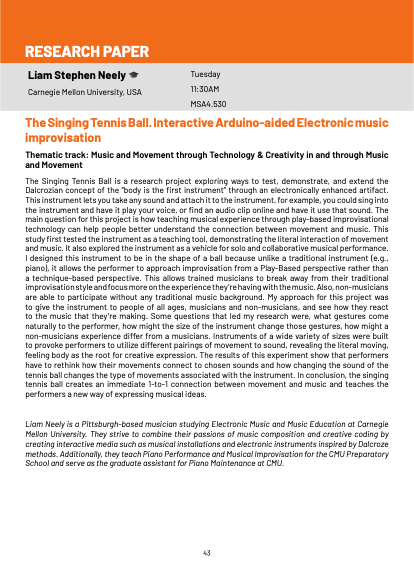 RESEARCH PAPER
Liam Stephen Neely
Carnegie Mellon University, USA
Tuesday
11:30AM
MSA4.530
The Singing Tennis Ball. Interactive Arduino-aided Electronic music
improvisation
Thematic track: Music and Movement through Technology & Creativity in and through Music
and Movement
The Singing Tennis Ball is a research project exploring ways to test, demonstrate, and extend the
Dalcrozian concept of the “body is the first instrument” through an electronically enhanced artifact.
This instrument lets you take any sound and attach it to the instrument, for example, you could sing into
the instrument and have it play your voice, or find an audio clip online and have it use that sound. The
main question for this project is how teaching musical experience through play-based improvisational
technology can help people better understand the connection between movement and music. This
study first tested the instrument as a teaching tool, demonstrating the literal interaction of movement
and music. It also explored the instrument as a vehicle for solo and collaborative musical performance.
I designed this instrument to be in the shape of a ball because unlike a traditional instrument (e.g.,
piano), it allows the performer to approach improvisation from a Play-Based perspective rather than
a technique-based perspective. This allows trained musicians to break away from their traditional
improvisation style and focus more on the experience they're having with the music. Also, non-musicians
are able to participate without any traditional music background. My approach for this project was
to give the instrument to people of all ages, musicians and non-musicians, and see how they react
to the music that they're making. Some questions that led my research were, what gestures come
naturally to the performer, how might the size of the instrument change those gestures, how might a
non-musicians experience differ from a musicians. Instruments of a wide variety of sizes were built
to provoke performers to utilize different pairings of movement to sound, revealing the literal moving,
feeling body as the root for creative expression. The results of this experiment show that performers
have to rethink how their movements connect to chosen sounds and how changing the sound of the
tennis ball changes the type of movements associated with the instrument. In conclusion, the singing
tennis ball creates an immediate 1-to-1 connection between movement and music and teaches the
performers a new way of expressing musical ideas.
Liam Neely is a Pittsburgh-based musician studying Electronic Music and Music Education at Carnegie
Mellon University. They strive to combine their passions of music composition and creative coding by
creating interactive media such as musical installations and electronic instruments inspired by Dalcroze
methods. Additionally, they teach Piano Performance and Musical Improvisation for the CMU Preparatory
School and serve as the graduate assistant for Piano Maintenance at CMU.
43